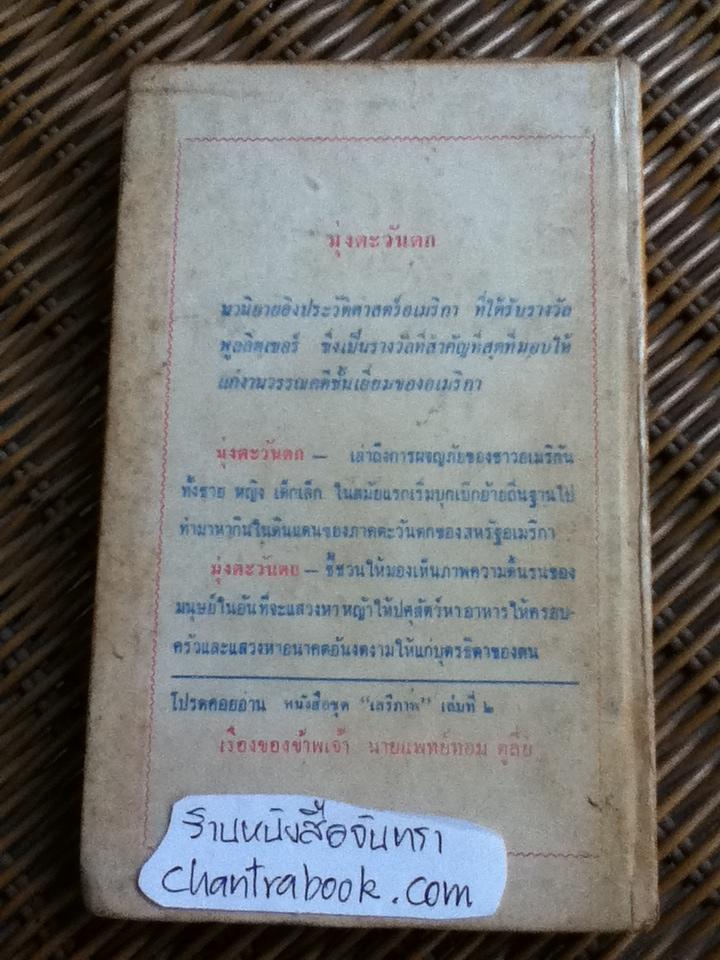 มุ่งตะวันตก
นวนิยายอิงประวัติศาสตร์อเมริกา ที่ได้รับรางวัล
พูลลิตเซอร์ ซึ่งเป็นรางวัลที่สำคัญที่สุดที่มอบให้
แก่งานวรรณคดีชั้นเยี่ยมของอเมริกา
มุ่งตะวันตก — เล่าถึงการผจญภัยของชาวอเมริกัน
ทั้งชาย หญิง เด็กเล็ก ในสมัยแรกเริ่มบุกเบิกย้ายถิ่นฐานไป
ทำมาหากินในดินแดนของภาคตะวันตกของสหรัฐอเมริกา
มุ่งตะวันตก — ชี้ชวนให้มองเห็นภาพความดิ้นรนของ
มนุษย์ในอันที่จะแสวงหาหญ้าให้ปศุสัตว์หาอาหารให้ครอบ-
ครัวและแสวงหาอนาคตอันงดงามให้แก่บุตรธิดาของตน
โปรดคอยอ่าน หนังสือชุด "เสรีภาพ" เล่มที่ ๒
เรื่องของข้าพเจ้า นายแพทย์ทอม ดูลีย์
ร้านหนังสือจันทรา
chantrabook.com